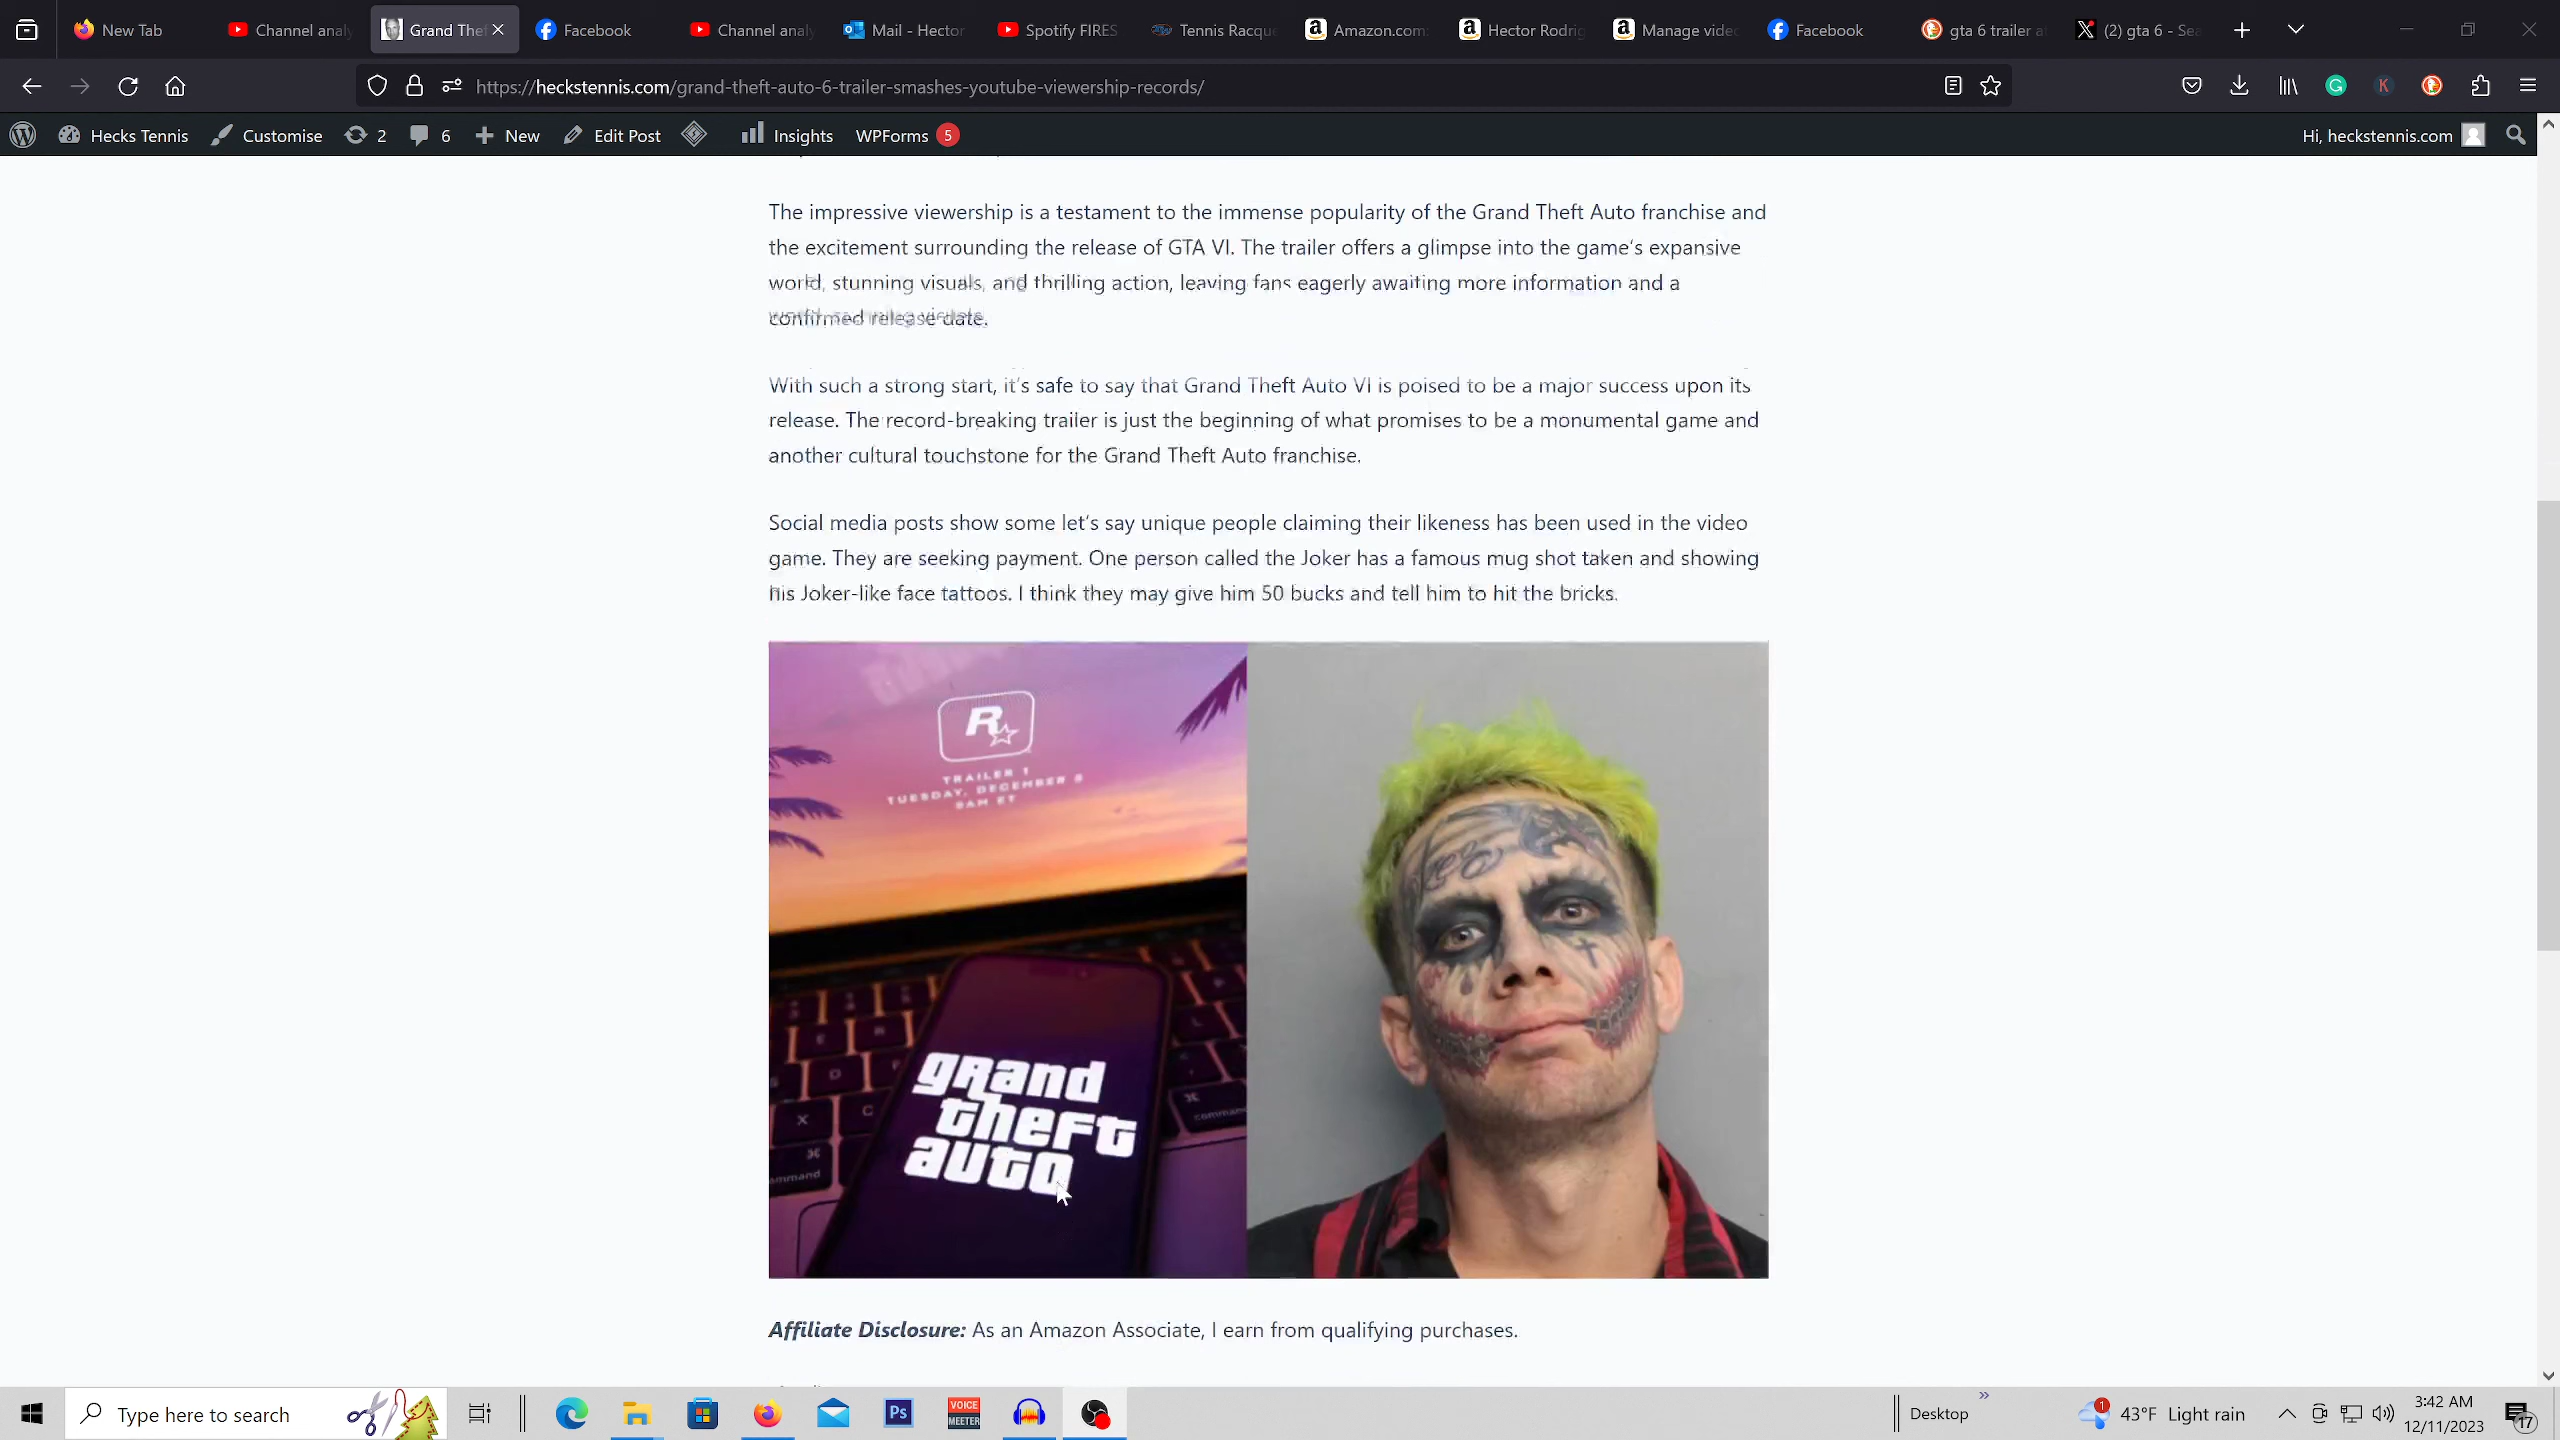 New Tab
Channel analy
Grand Thef
Facebook
Channel analy
Mail - Hector
Spotify FIRES
Tennis Racque
Amazon.com:
Hector Rodrig
Manage video
Facebook
gta 6 trailer a
(2) gta 6 - Sea
https://heckstennis.com/grand-theft-auto-6-trailer-smashes-youtube-viewership-records/
Hecks Tennis
Customise
2
6
New
Edit Post
Insights
WPForms 5
Hi, heckstennis.com
The impressive viewership is a testament to the immense popularity of the Grand Theft Auto franchise and
the excitement surrounding the release of GTA VI. The trailer offers a glimpse into the game's expansive
world, stunning visuals, and thrilling action, leaving fans eagerly awaiting more information and a
confirmed release date.
With such a strong start, it's safe to say that Grand Theft Auto VI is poised to be a major success upon its
release. The record-breaking trailer is just the beginning of what promises to be a monumental game and
another cultural touchstone for the Grand Theft Auto franchise.
Social media posts show some let's say unique people claiming their likeness has been used in the video
game. They are seeking payment. One person called the Joker has a famous mug shot taken and showing
his Joker-like face tattoos. I think they may give him 50 bucks and tell him to hit the bricks.
R
TRAILER 1
TUESDAY, DECEMBER 5
9AM ET
grand
theft
auto
command
command
Affiliate Disclosure: As an Amazon Associate, I earn from qualifying purchases.
Type here to search
Ps
VOICE
MEETER
Desktop
1
43°F Light rain
3:42 AM
12/11/2023
17